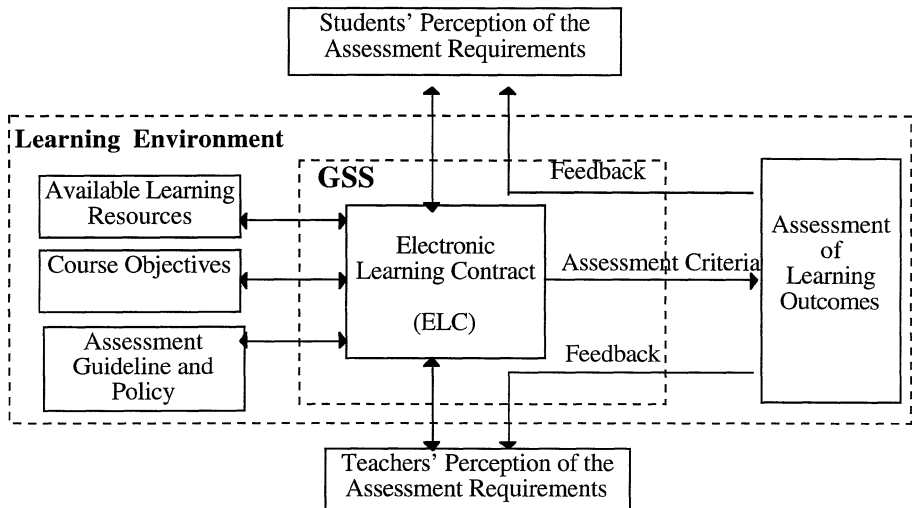 Students' Perception of the
Assessment Requirements
Learning Environment
GSS
Feedback
Available Learning
Resources
Course Objectives
Assessment
Guideline and
Policy
Electronic
Learning Contract
(ELC)
Assessment Criteria
Feedback
Assessment
of
Learning
Outcomes
Teachers' Perception of the
Assessment Requirements